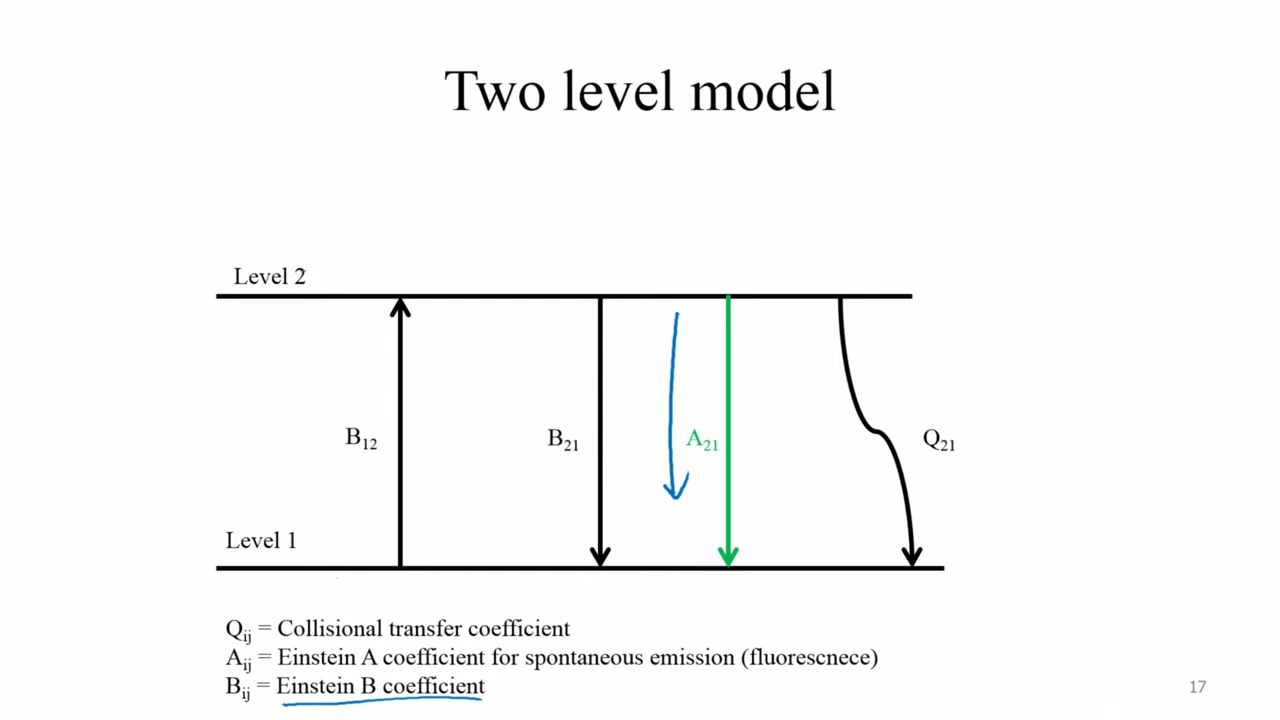 Two level model
Level 2
B12
B21
A21
Q21
Level 1
Qij = Collisional transfer coefficient
Aij = Einstein A coefficient for spontaneous emission (fluorescnece)
Bij = Einstein B coefficient
17